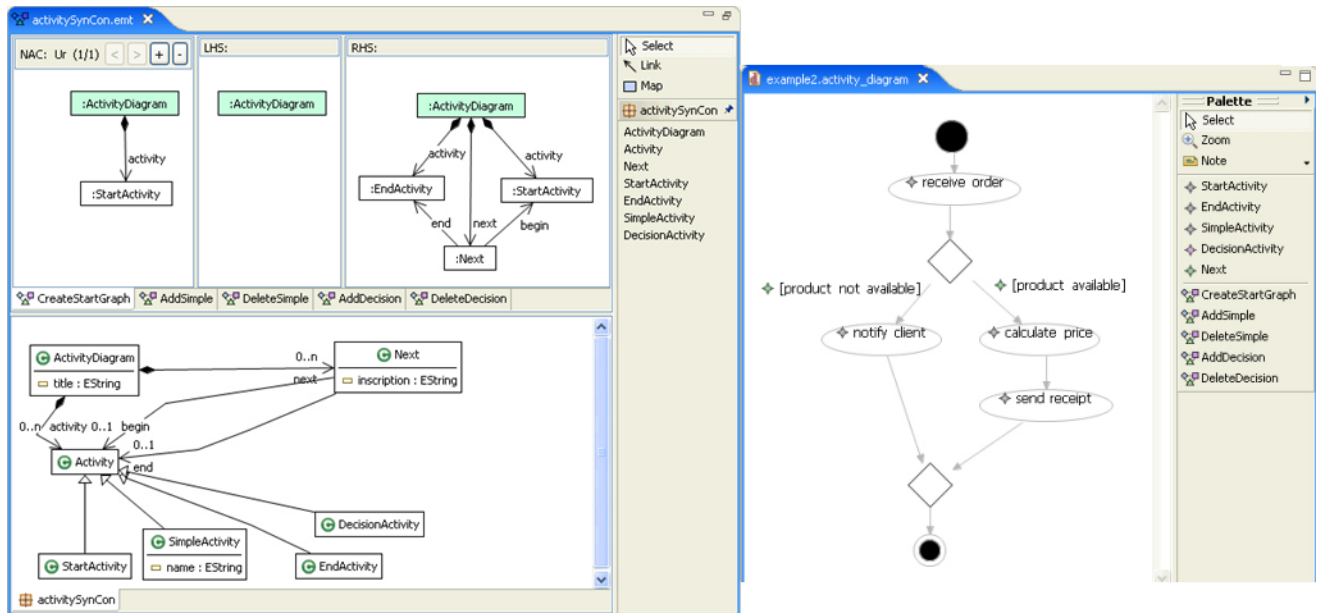 activitySynCon.emt
NAC: Ur (1/1) < > + -
LHS:
RHS:
:ActivityDiagram
activity
:StartActivity
:ActivityDiagram
:ActivityDiagram
activity
activity
:EndActivity
:StartActivity
end
next
begin
:Next
CreateStartGraph AddSimple DeleteSimple AddDecision DeleteDecision
Select
Link
Map
activitySynCon
ActivityDiagram
Activity
Next
StartActivity
EndActivity
SimpleActivity
DecisionActivity
ActivityDiagram
title : EString
0..n
next
Next
inscription : EString
0..n activity 0..1 begin
0..1
end
Activity
DecisionActivity
SimpleActivity
name : EString
StartActivity
EndActivity
activitySynCon
example2.activity_diagram
receive order
[product not available]
[product available]
notify client
calculate price
send receipt
Palette
Select
Zoom
Note
StartActivity
EndActivity
SimpleActivity
DecisionActivity
Next
CreateStartGraph
AddSimple
DeleteSimple
AddDecision
DeleteDecision